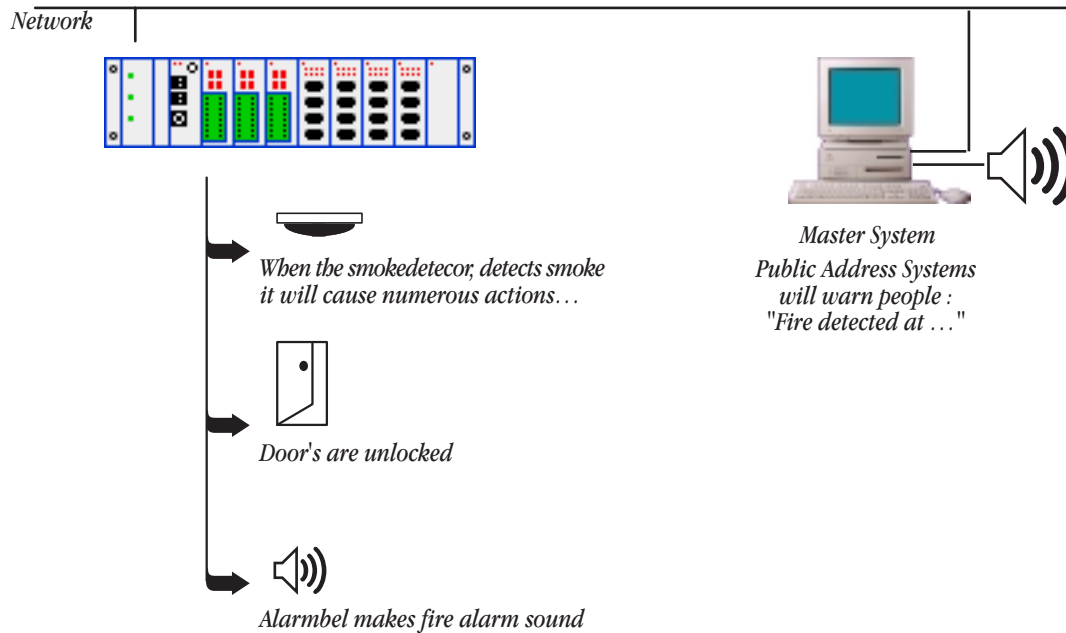 Network
When the smokedetecor, detects smoke
it will cause numerous actions…
Door's are unlocked
Alarmbel makes fire alarm sound
Master System
Public Address Systems
will warn people :
"Fire detected at …"